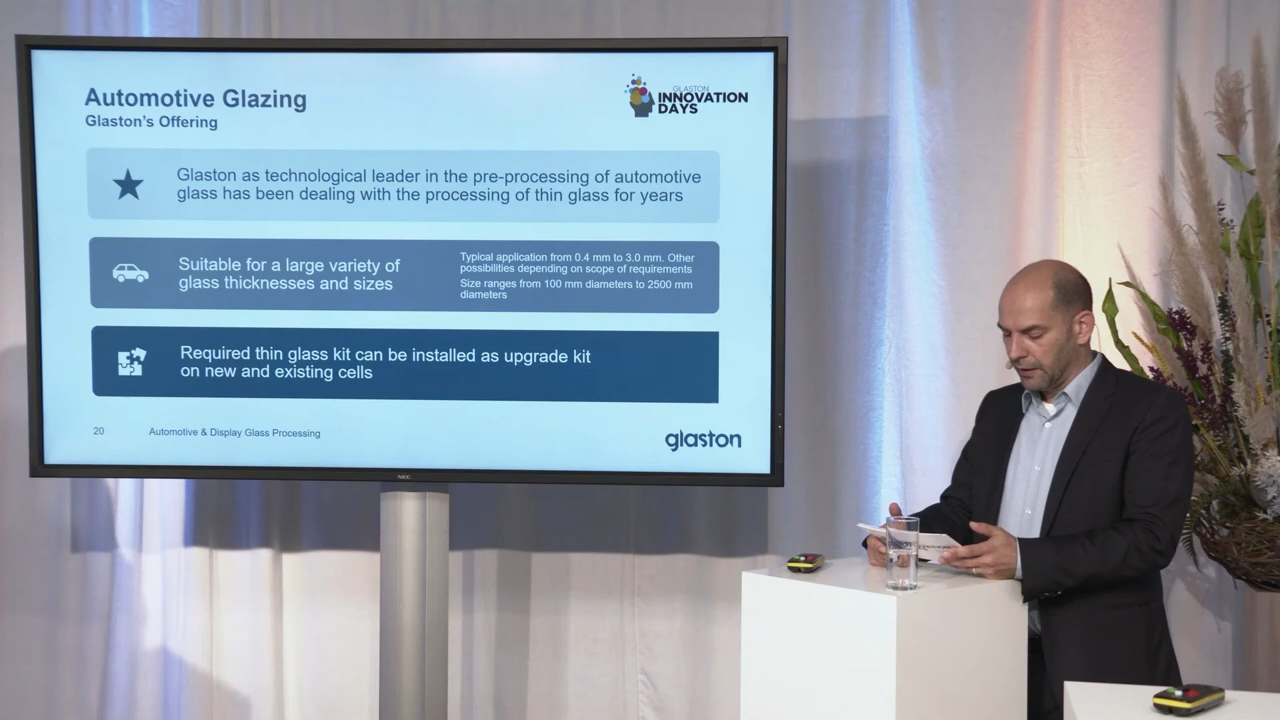 Automotive Glazing
Glaston's Offering
GLASTON
INNOVATION
DAYS
Glaston as technological leader in the pre-processing of automotive
glass has been dealing with the processing of thin glass for years
Suitable for a large variety of
glass thicknesses and sizes
Typical application from 0.4 mm to 3.0 mm. Other
possibilities depending on scope of requirements
Size ranges from 100 mm diameters to 2500 mm
diameters
Required thin glass kit can be installed as upgrade kit
on new and existing cells
20
Automotive & Display Glass Processing
glaston
NEC